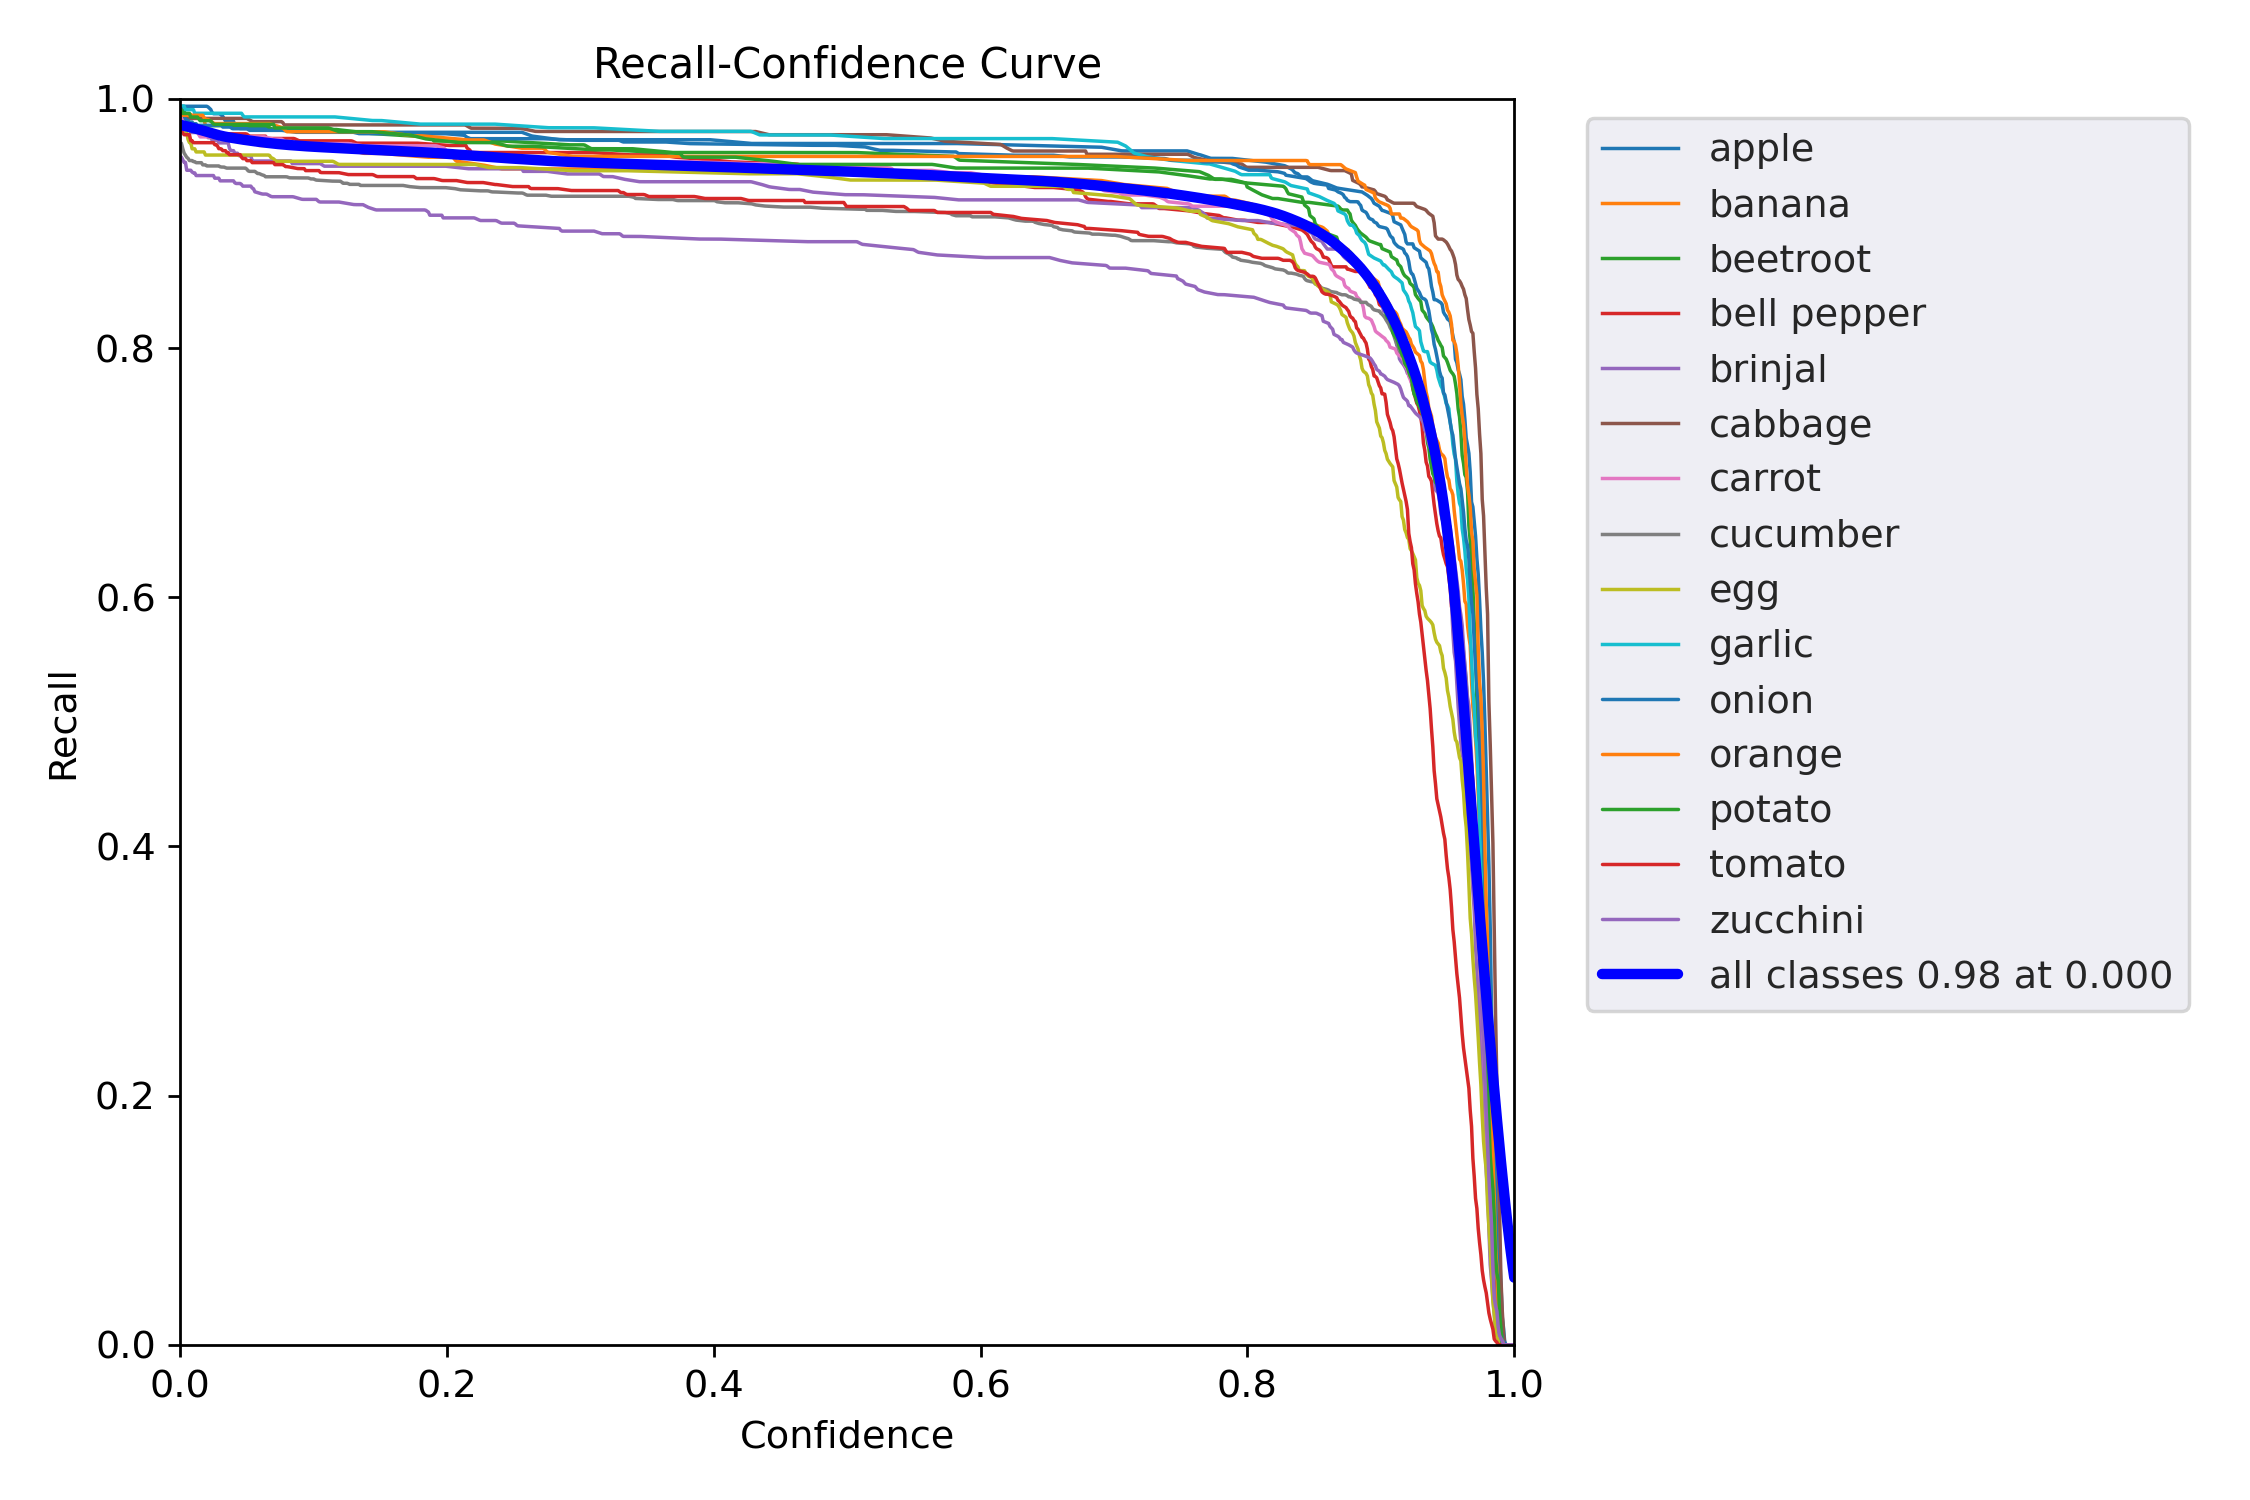 Recall-Confidence Curve
1.0
0.8
0.6
0.4
0.2
0.0
Recall
0.0 0.2 0.4 0.6 0.8 1.0
Confidence
apple
banana
beetroot
bell pepper
brinjal
cabbage
carrot
cucumber
egg
garlic
onion
orange
potato
tomato
zucchini
all classes 0.98 at 0.000